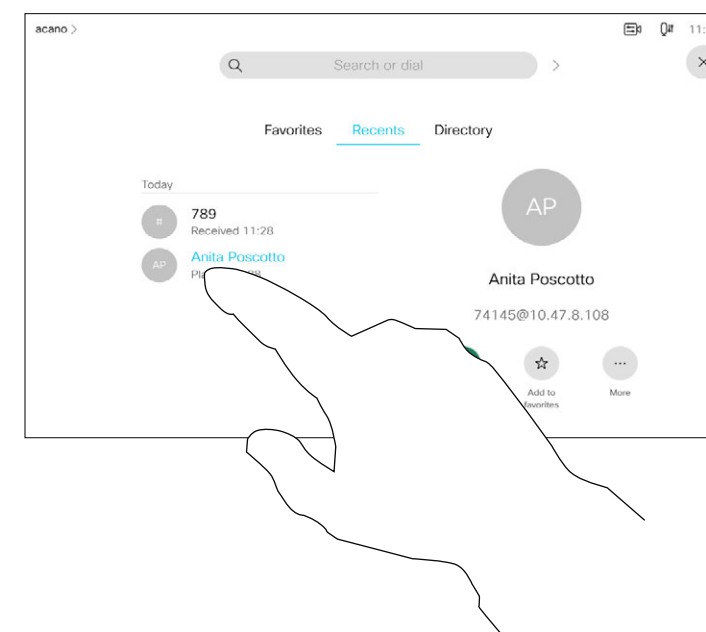 acano >
11:
Search or dial
Favorites Recents Directory
Today
#
789
Received 11:28
AP
Anita Poscotto
AP
Anita Poscotto
74145@10.47.8.108
Add to
favorites
More